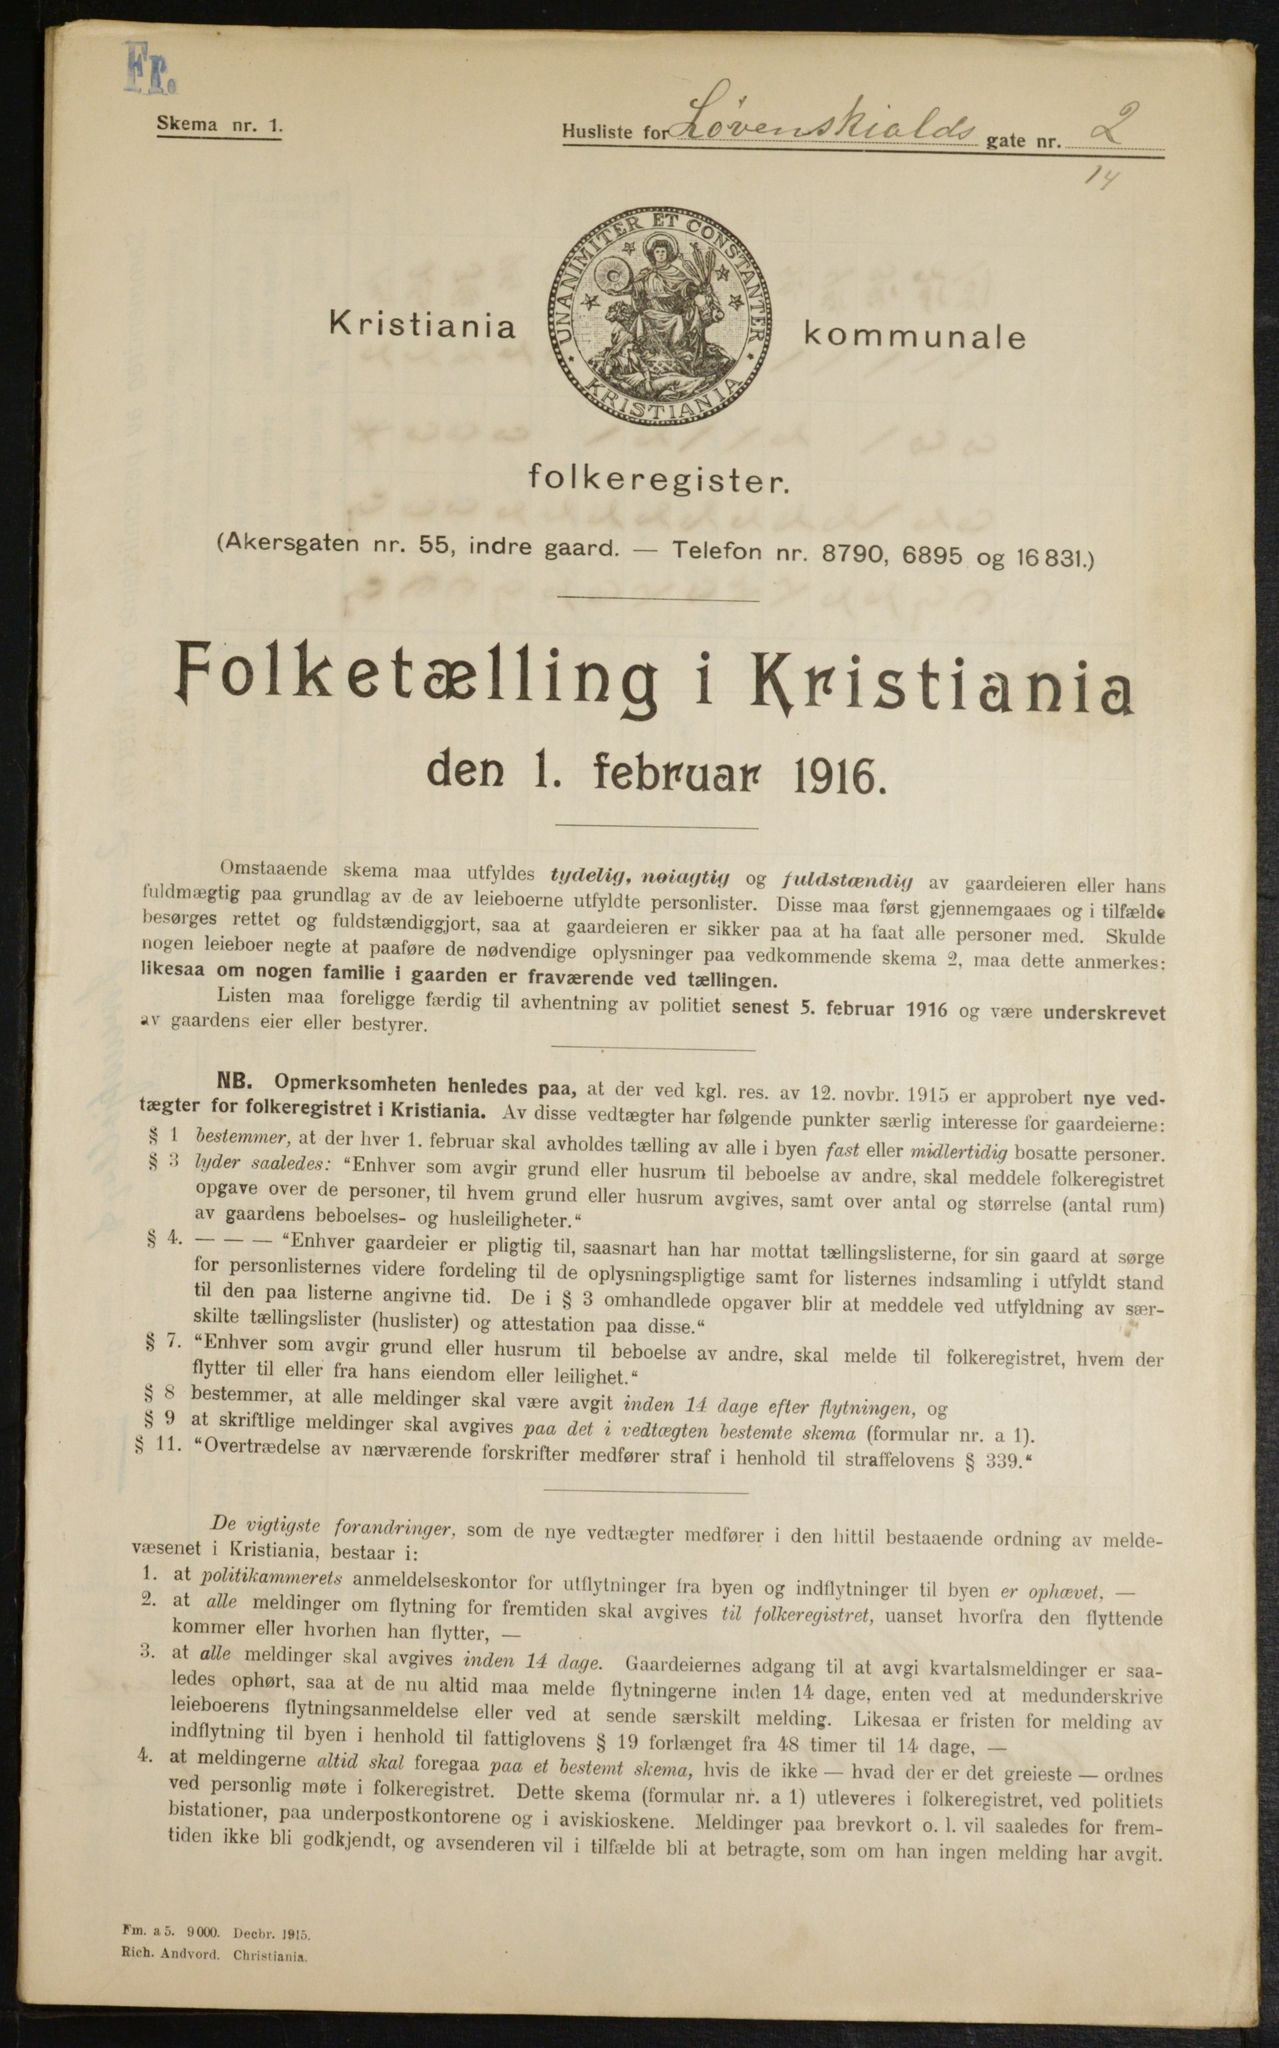 Fr.
Skema nr. 1.
Husliste for Løvenskiolds gate nr. 2
14
UNANIMITER ET CONSTANTER
KRISTIANIA
Kristiania kommunale
folkeregister.
(Akersgaten nr. 55, indre gaard. — Telefon nr. 8790, 6895 og 16831.)
Folketælling i Kristiania
den 1. februar 1916.
Omstaaende skema maa utfyldes tydelig, nøiagtig og fuldstændig av gaardeieren eller hans
fuldmægtig paa grundlag av de av leieboerne utfyldte personlister. Disse maa først gjennemgaaes og i tilfælde
besørges rettet og fuldstændiggjort, saa at gaardeieren er sikker paa at ha faat alle personer med. Skulde
nogen leieboer negte at paaføre de nødvendige oplysninger paa vedkommende skema 2, maa dette anmerkes;
likesaa om nogen familie i gaarden er fraværende ved tællingen.
Listen maa foreligge færdig til avhentning av politiet senest 5. februar 1916 og være underskrevet
av gaardens eier eller bestyrer.
NB. Opmerksomheten henledes paa, at der ved kgl. res. av 12. novbr. 1915 er approbert nye ved-
tægter for folkeregistret i Kristiania. Av disse vedtægter har følgende punkter særlig interesse for gaardeierne:
§ 1 bestemmer, at der hver 1. februar skal avholdes tælling av alle i byen fast eller midlertidig bosatte personer.
§ 3 lyder saaledes: “Enhver som avgir grund eller husrum til beboelse av andre, skal meddele folkeregistret
opgave over de personer, til hvem grund eller husrum avgives, samt over antal og størrelse (antal rum)
av gaardens beboelses- og husleiligheter.“
§ 4. — — — “Enhver gaardeier er pligtig til, saasnart han har mottat tællingslisterne, for sin gaard at sørge
for personlisternes videre fordeling til de oplysningspligtige samt for listernes indsamling i utfyldt stand
til den paa listerne angivne tid. De i § 3 omhandlede opgaver blir at meddele ved utfyldning av sær-
skilte tællingslister (huslister) og attestation paa disse.“
§ 7. “Enhver som avgir grund eller husrum til beboelse av andre, skal melde til folkeregistret, hvem der
flytter til eller fra hans eiendom eller leilighet.“
§ 8 bestemmer, at alle meldinger skal være avgit inden 14 dage efter flytningen, og
§ 9 at skriftlige meldinger skal avgives paa det i vedtægten bestemte skema (formular nr. a 1).
§ 11. “Overtrædelse av nærværende forskrifter medfører straf i henhold til straffelovens § 339.“
De vigtigste forandringer, som de nye vedtægter medfører i den hittil bestaaende ordning av melde-
væsenet i Kristiania, bestaar i:
1. at politikammerets anmeldelseskontor for utflytninger fra byen og indflytninger til byen er ophævet, —
2. at alle meldinger om flytning for fremtiden skal avgives til folkeregistret, uanset hvorfra den flyttende
kommer eller hvorhen han flytter, —
3. at alle meldinger skal avgives inden 14 dage. Gaardeiernes adgang til at avgi kvartalsmeldinger er saa-
ledes ophørt, saa at de nu altid maa melde flytningerne inden 14 dage, enten ved at medunderskrive
leieboerens flytningsanmeldelse eller ved at sende særskilt melding. Likesaa er fristen for melding av
indflytning til byen i henhold til fattiglovens § 19 forlænget fra 48 timer til 14 dage, —
4. at meldingerne altid skal foregaa paa et bestemt skema, hvis de ikke — hvad der er det greieste — ordnes
ved personlig møte i folkeregistret. Dette skema (formular nr. a 1) utleveres i folkeregistret, ved politiets
bistationer, paa underpostkontorene og i aviskioskene. Meldinger paa brevkort o. l. vil saaledes for frem-
tiden ikke bli godkjendt, og avsenderen vil i tilfælde bli at betragte, som om han ingen melding har avgit.
Fm. a 5. 9 000. Decbr. 1915.
Rich. Andvord. Christiania.